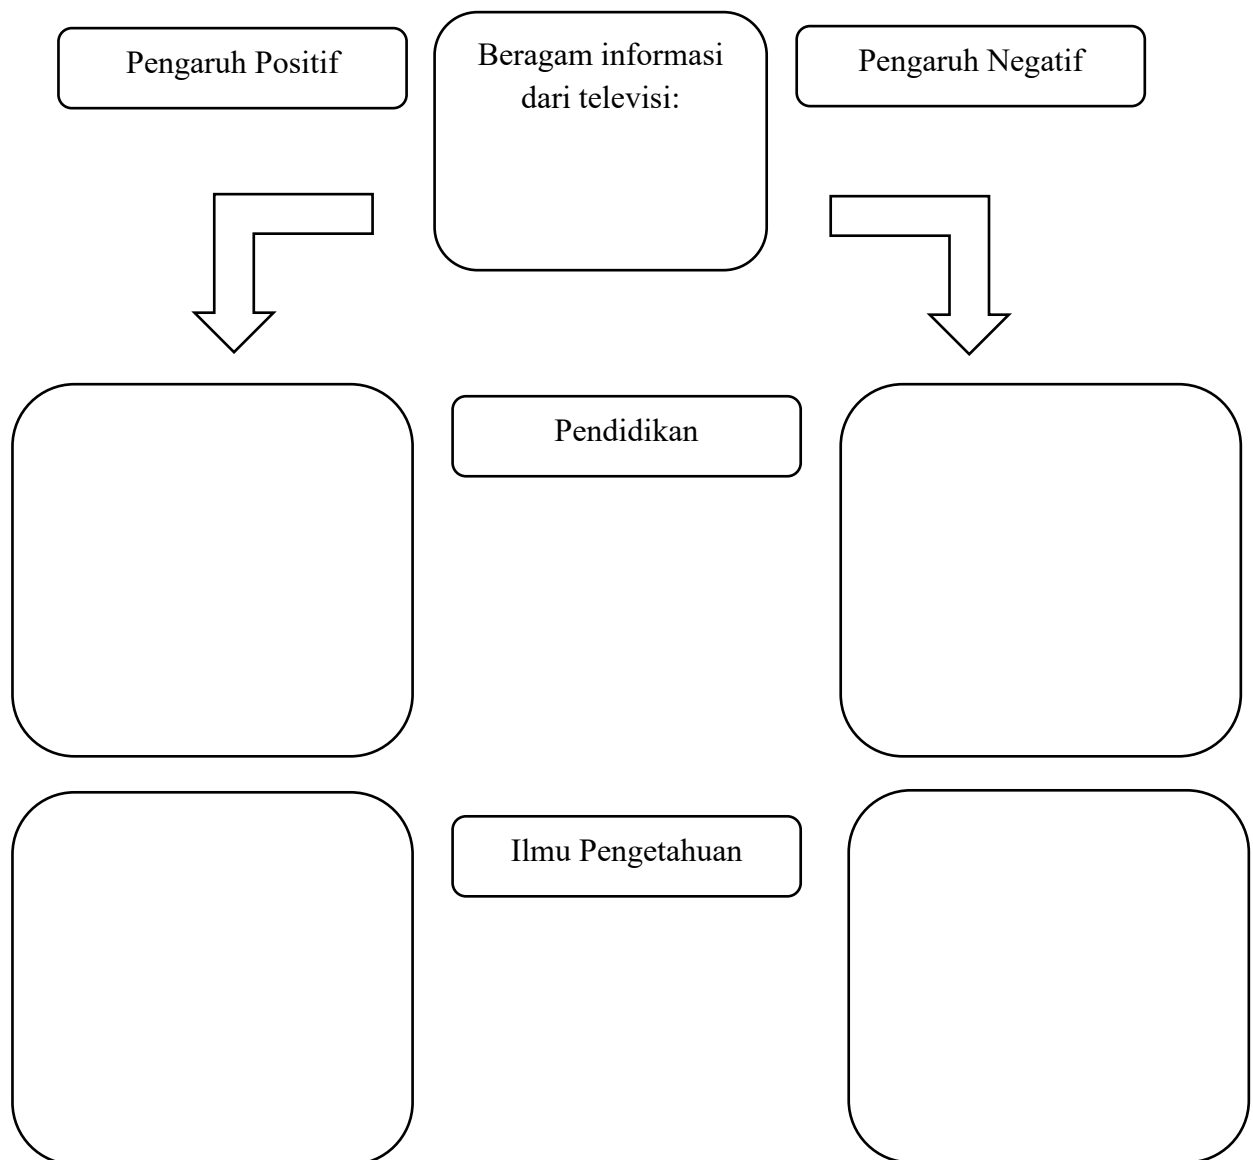 Pengaruh Positif
Beragam informasi
dari televisi:
Pengaruh Negatif
Pendidikan
Ilmu Pengetahuan